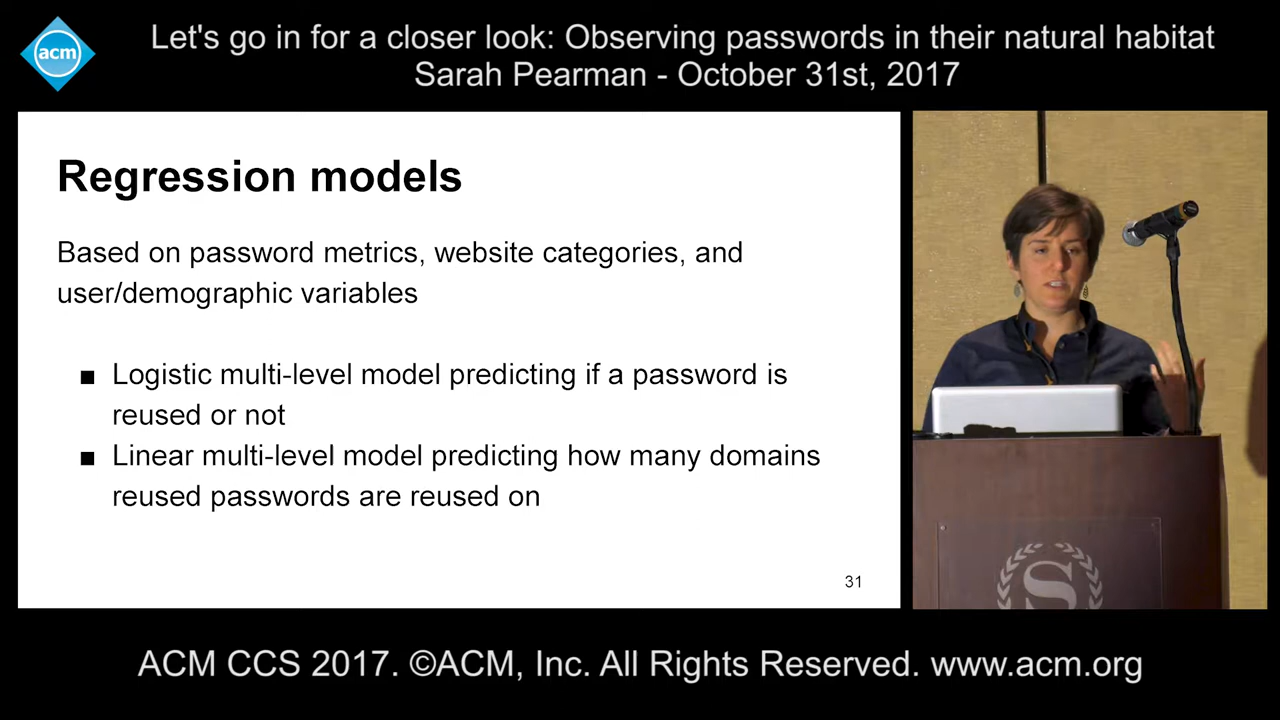 acm
Let's go in for a closer look: Observing passwords in their natural habitat
Sarah Pearman - October 31st, 2017
Regression models
Based on password metrics, website categories, and
user/demographic variables
■ Logistic multi-level model predicting if a password is
reused or not
■ Linear multi-level model predicting how many domains
reused passwords are reused on
31
S
ACM CCS 2017. ©ACM, Inc. All Rights Reserved. www.acm.org